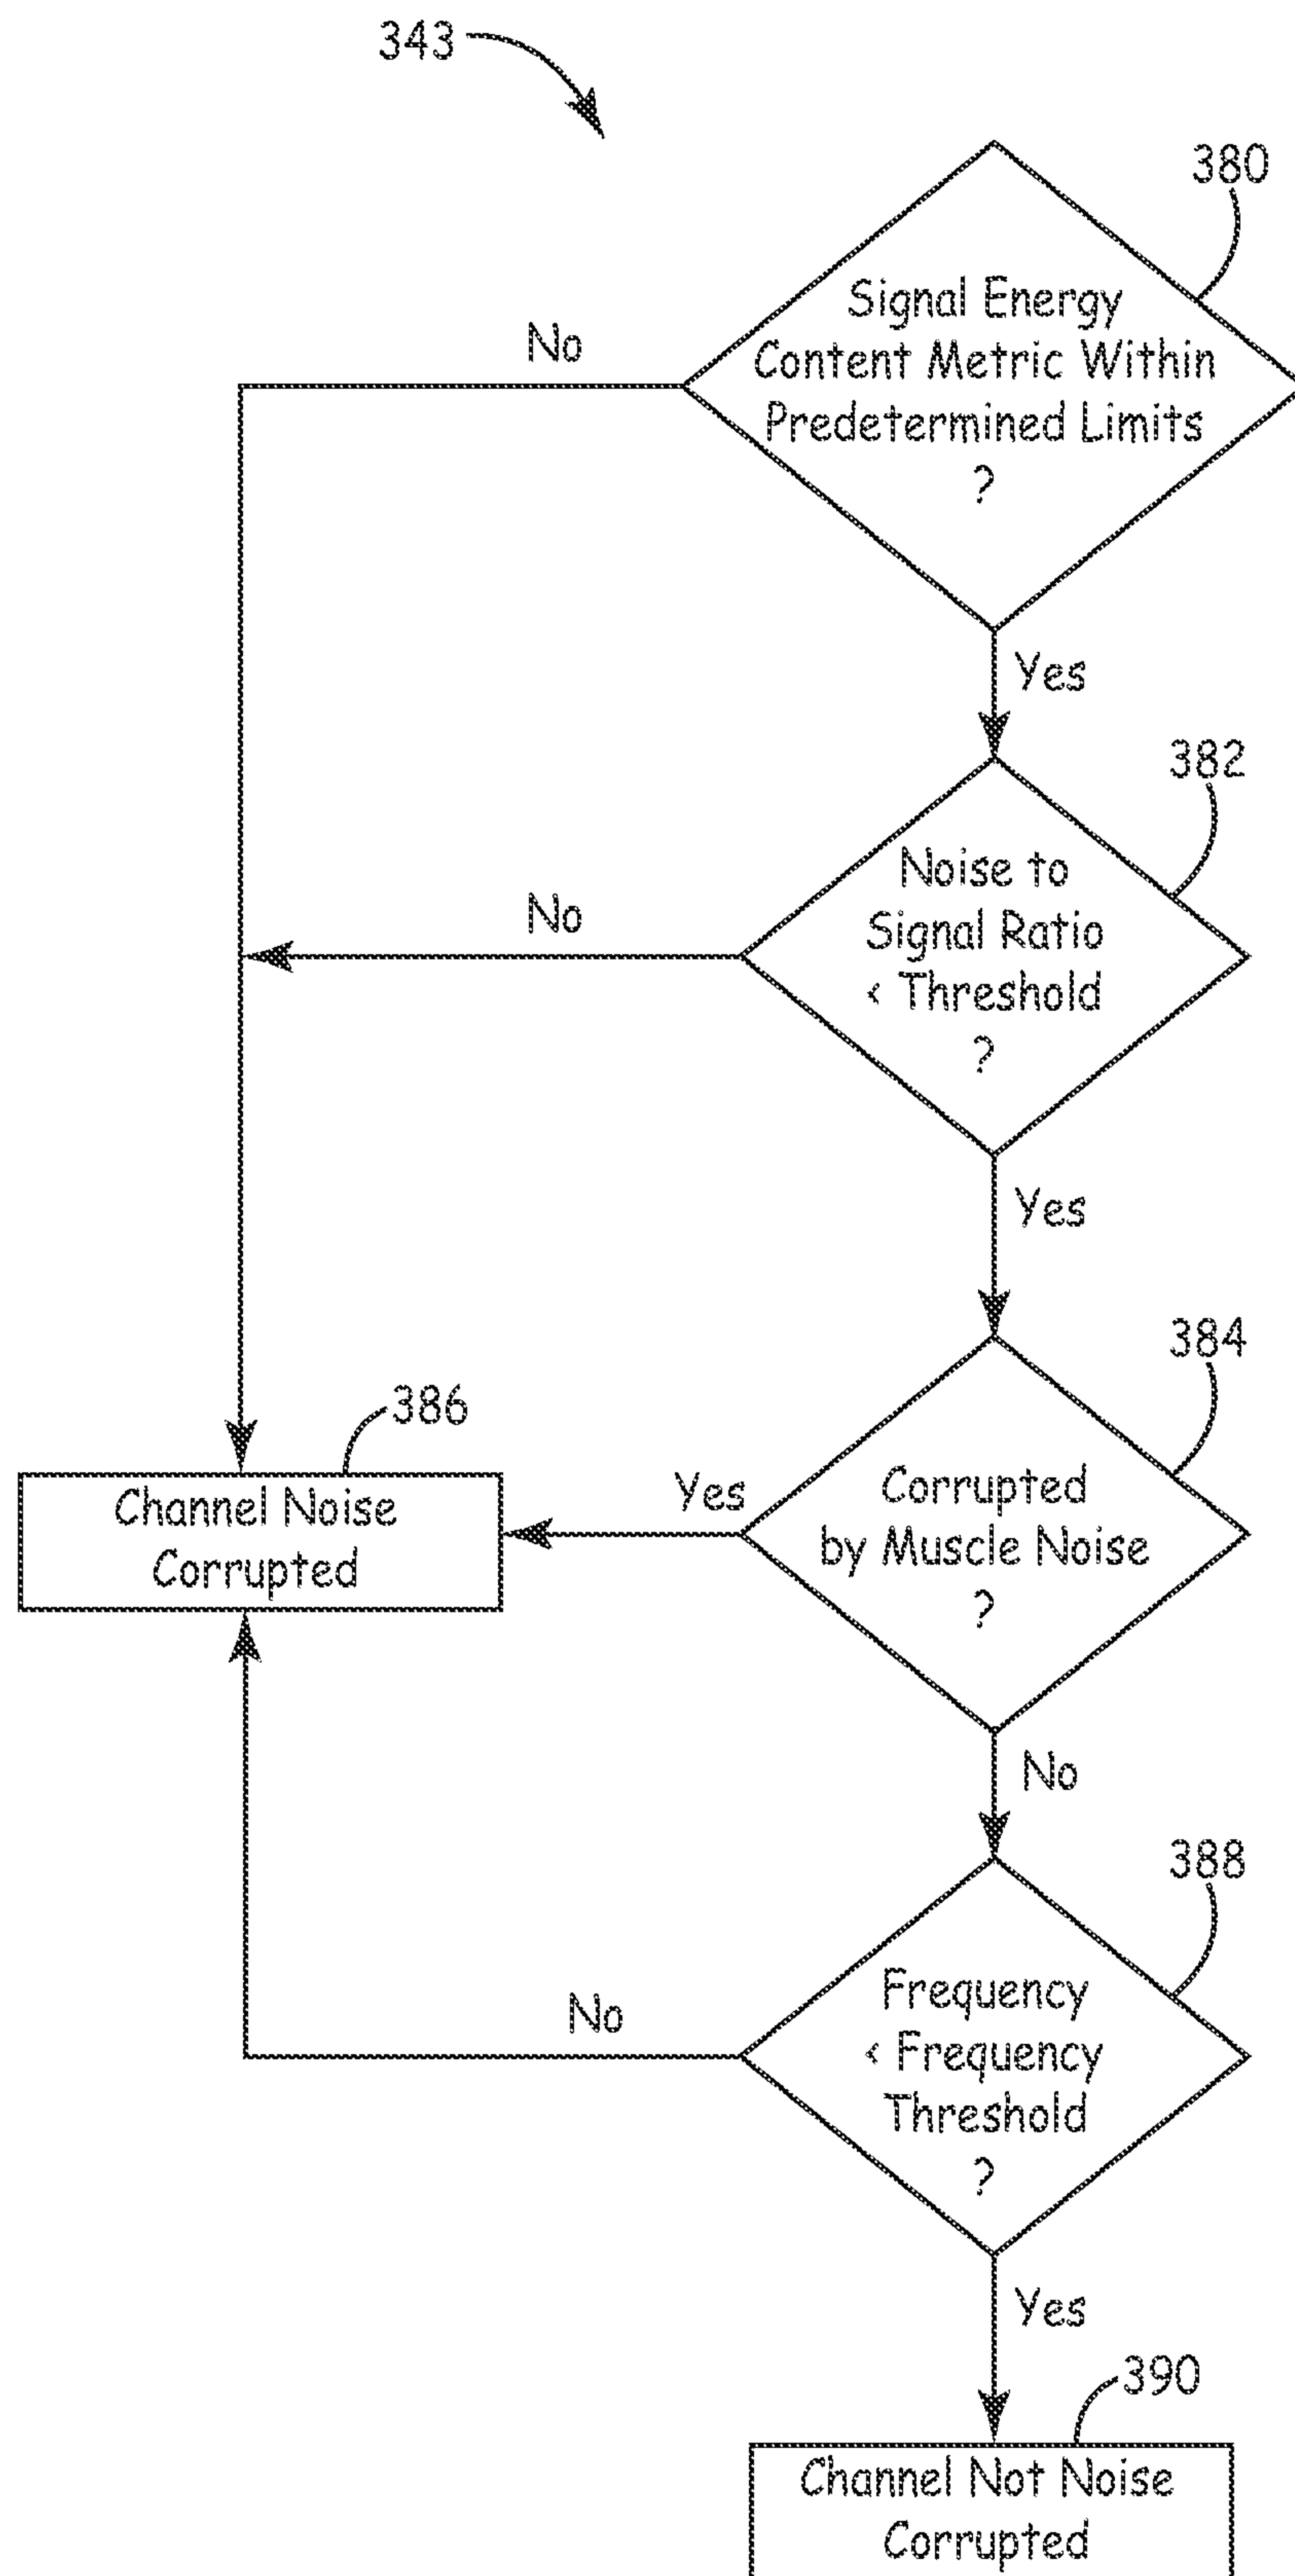 343
380
Signal Energy
Content Metric Within
Predetermined Limits
?
No
Yes
382
Noise to
Signal Ratio
< Threshold
?
No
Yes
384
386
Channel Noise
Corrupted
Yes
Corrupted
by Muscle Noise
?
No
388
Frequency
< Frequency
Threshold
?
No
Yes
390
Channel Not Noise
Corrupted